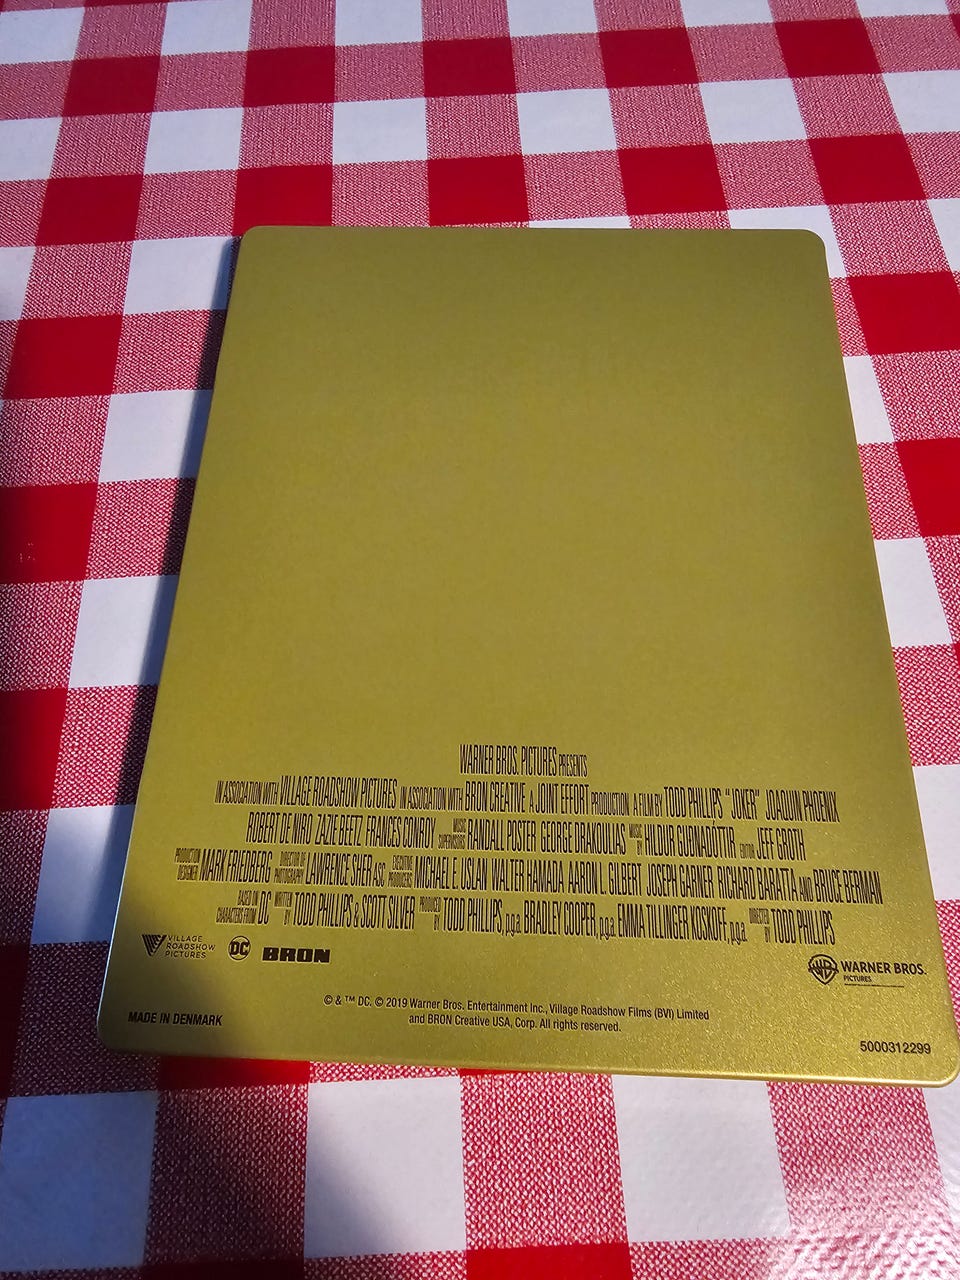 WARNER BROS. PICTURES PRESENTS
IN ASSOCIATION WITH VILLAGE ROADSHOW PICTURES IN ASSOCIATION WITH BRON CREATIVE A JOINT EFFORT PRODUCTION A FILM BY TODD PHILLIPS "JOKER" JOAQUIN PHOENIX
ROBERT DE NIRO ZAZIE BEETZ FRANCES CONROY MUSIC SUPERVISORS RANDALL POSTER GEORGE DRAKOULIAS MUSIC BY HILDUR GUÐNADÓTTIR EDITOR JEFF GROTH
PRODUCTION DESIGNER MARK FRIEDBERG DIRECTOR OF PHOTOGRAPHY LAWRENCE SHER ASC EXECUTIVE PRODUCERS MICHAEL E. USLAN WALTER HAMADA AARON L. GILBERT JOSEPH GARNER RICHARD BARATTA AND BRUCE BERMAN
BASED ON CHARACTERS FROM DC WRITTEN BY TODD PHILLIPS & SCOTT SILVER PRODUCED BY TODD PHILLIPS, p.g.a. BRADLEY COOPER, p.g.a. EMMA TILLINGER KOSKOFF, p.g.a. DIRECTED BY TODD PHILLIPS
VILLAGE ROADSHOW PICTURES DC BRON WARNER BROS. PICTURES
© & ™ DC. © 2019 Warner Bros. Entertainment Inc., Village Roadshow Films (BVI) Limited
and BRON Creative USA, Corp. All rights reserved.
MADE IN DENMARK
5000312299